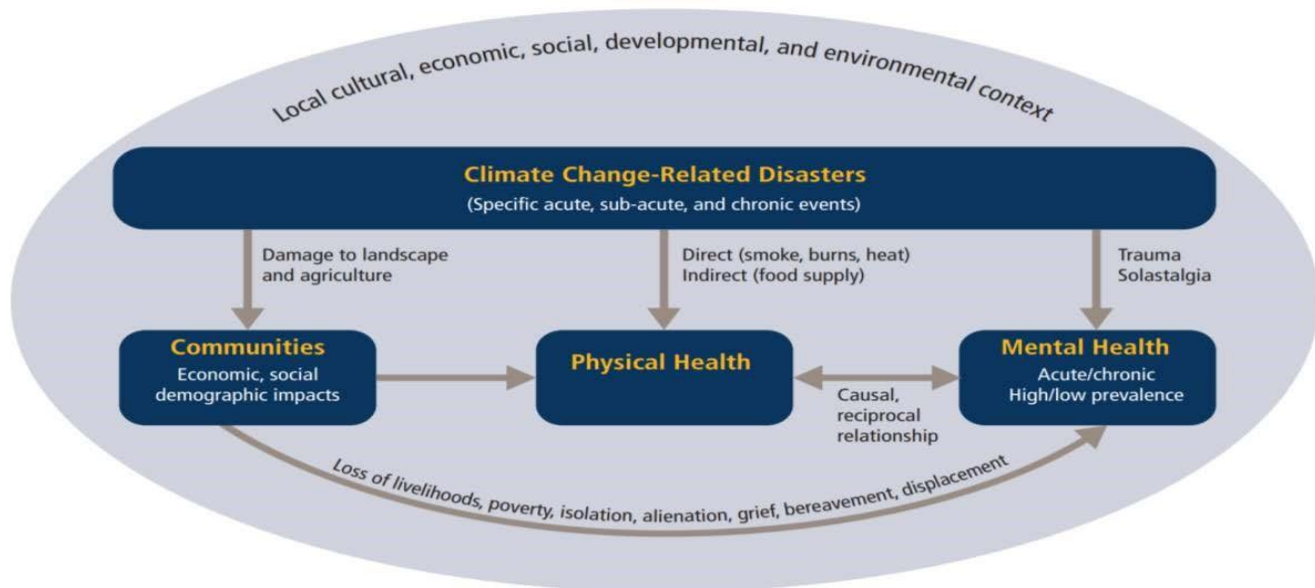 Local cultural, economic, social, developmental, and environmental context
Climate Change-Related Disasters
(Specific acute, sub-acute, and chronic events)
Damage to landscape
and agriculture
Direct (smoke, burns, heat)
Indirect (food supply)
Trauma
Solastalgia
Communities
Economic, social
demographic impacts
Physical Health
Mental Health
Acute/chronic
High/low prevalence
Causal,
reciprocal
relationship
Loss of livelihoods, poverty, isolation, alienation, grief, bereavement, displacement